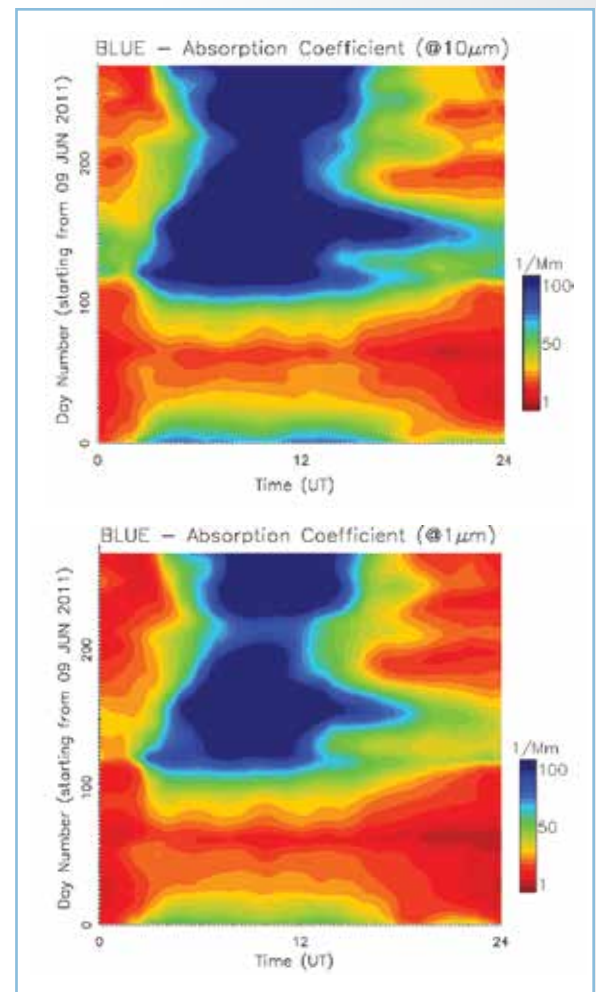 BLUE – Absorption Coefficient (@10μm)
Day Number (starting from 09 JUN 2011)
200
100
0
0
12
24
Time (UT)
1/Mm
100
50
1
BLUE – Absorption Coefficient (@1μm)
Day Number (starting from 09 JUN 2011)
200
100
0
0
12
24
Time (UT)
1/Mm
100
50
1